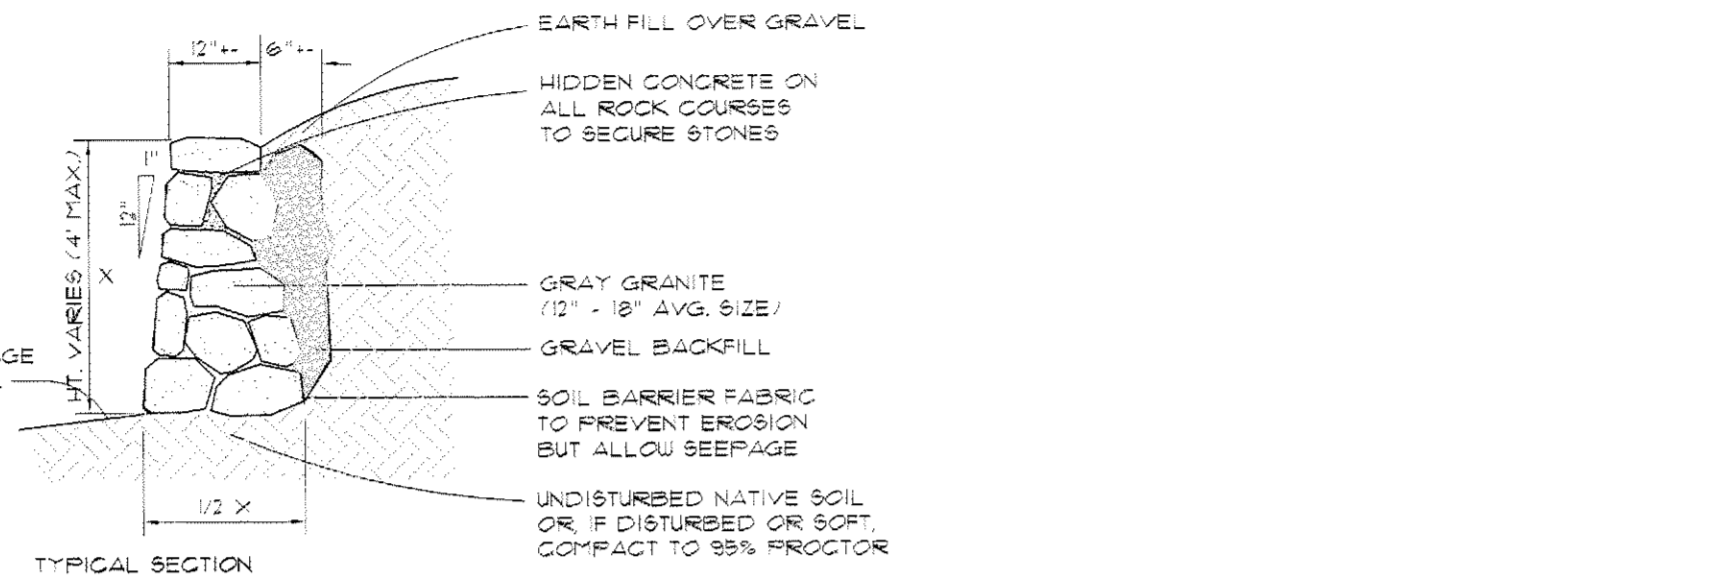 EARTH FILL OVER GRAVEL
12"+-
6"+-
HIDDEN CONCRETE ON
ALL ROCK COURSES
TO SECURE STONES
1"
12"
HT. VARIES (4' MAX.)
X
GRAY GRANITE
(12" - 18" AVG. SIZE)
GRAVEL BACKFILL
SOIL BARRIER FABRIC
TO PREVENT EROSION
BUT ALLOW SEEPAGE
UNDISTURBED NATIVE SOIL
OR, IF DISTURBED OR SOFT,
COMPACT TO 95% PROCTOR
1/2 X
TYPICAL SECTION